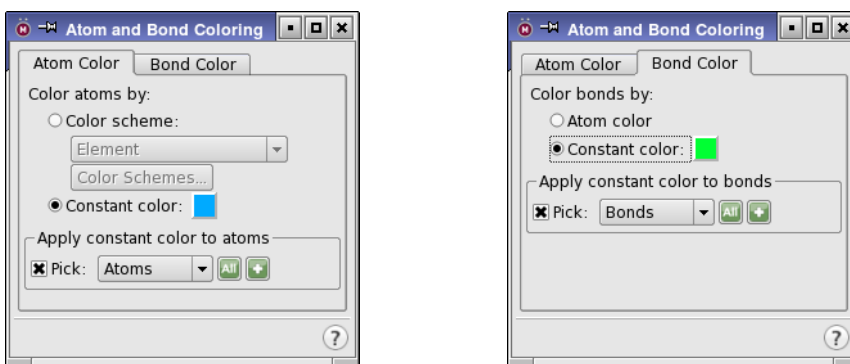 Atom and Bond Coloring
Atom Color Bond Color
Color atoms by:
Color scheme:
Element
Color Schemes...
Constant color:
Apply constant color to atoms
Pick: Atoms All +
?
Atom and Bond Coloring
Atom Color Bond Color
Color bonds by:
Atom color
Constant color:
Apply constant color to bonds
Pick: Bonds All +
?